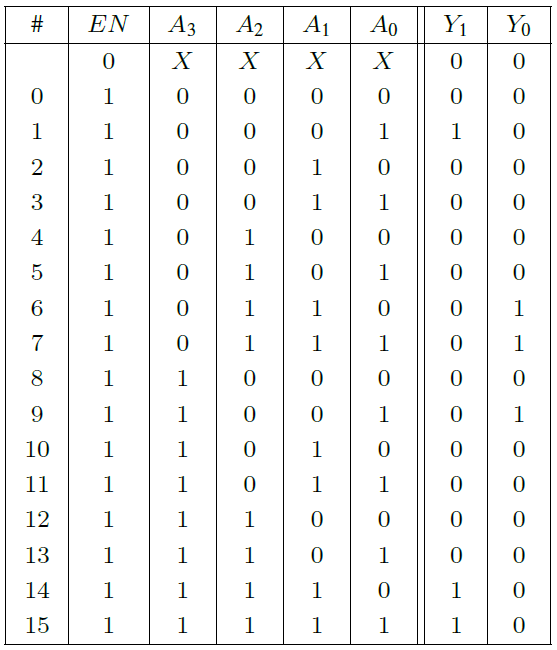 # EN A3 A2 A1 A0 Y1 Y0
0 X X X X 0 0
0 1 0 0 0 0 0 0
1 1 0 0 0 1 1 0
2 1 0 0 1 0 0 0
3 1 0 0 1 1 0 0
4 1 0 1 0 0 0 0
5 1 0 1 0 1 0 0
6 1 0 1 1 0 0 1
7 1 0 1 1 1 0 1
8 1 1 0 0 0 0 0
9 1 1 0 0 1 0 1
10 1 1 0 1 0 0 0
11 1 1 0 1 1 0 0
12 1 1 1 0 0 0 0
13 1 1 1 0 1 0 0
14 1 1 1 1 0 1 0
15 1 1 1 1 1 1 0